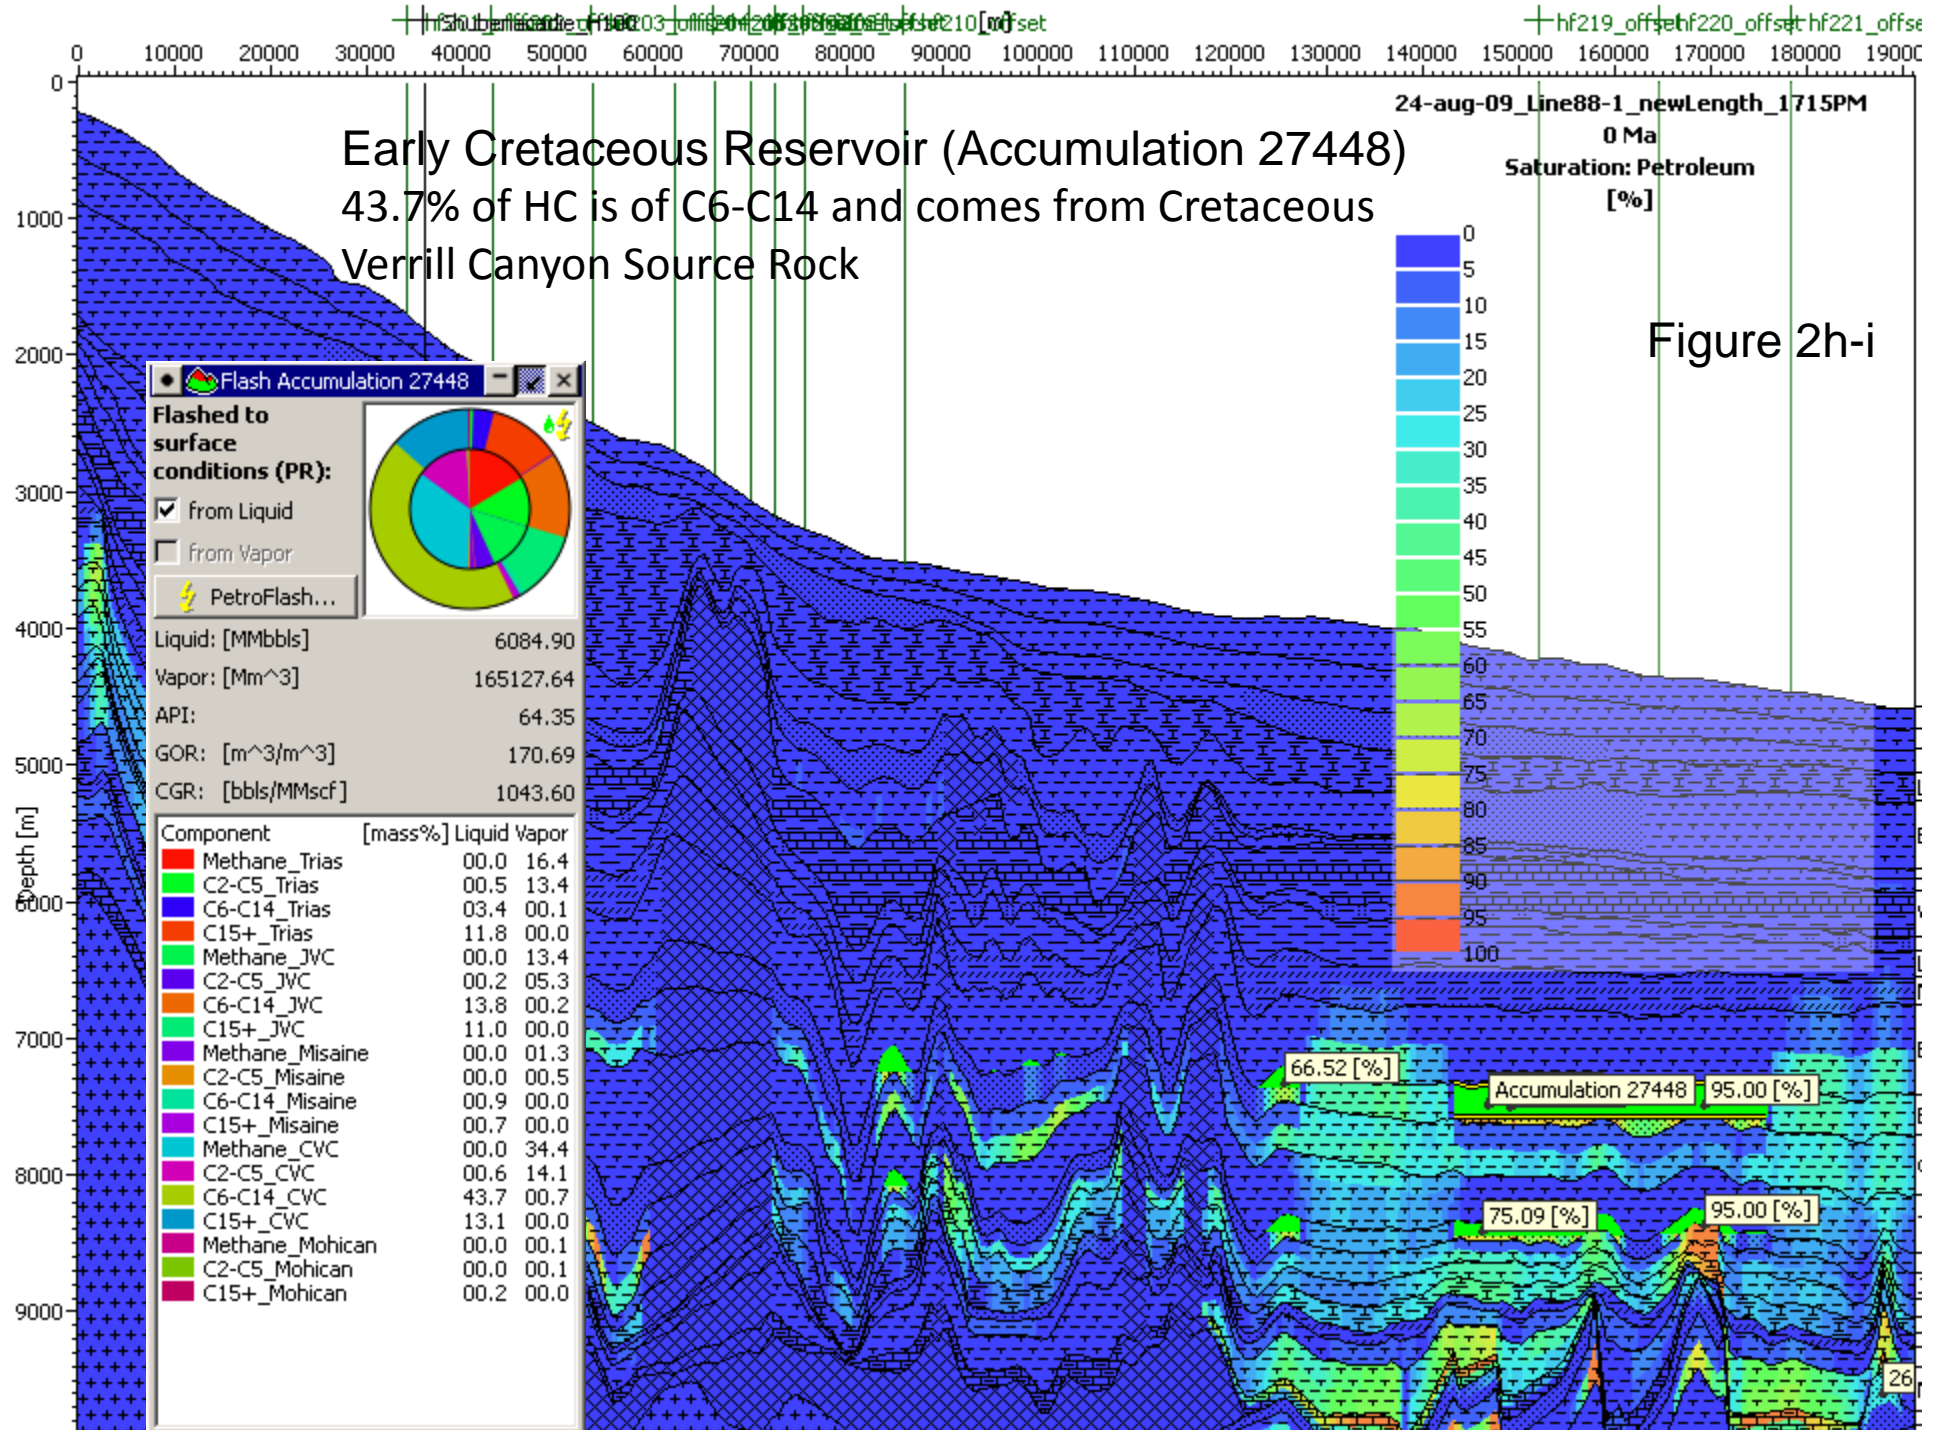 hf219_offset hf220_offset hf221_offse
[m]
0 10000 20000 30000 40000 50000 60000 70000 80000 90000 100000 110000 120000 130000 140000 150000 160000 170000 180000 19000
24-aug-09_Line88-1_newLength_1715PM
0 Ma
Saturation: Petroleum
[%]
Early Cretaceous Reservoir (Accumulation 27448)
43.7% of HC is of C6-C14 and comes from Cretaceous
Verrill Canyon Source Rock
Figure 2h-i
0
5
10
15
20
25
30
35
40
45
50
55
60
65
70
75
80
85
90
95
100
Depth [m]
0
1000
2000
3000
4000
5000
6000
7000
8000
9000
Flash Accumulation 27448
Flashed to
surface
conditions (PR):
from Liquid
from Vapor
PetroFlash...
Liquid: [MMbbls] 6084.90
Vapor: [Mm^3] 165127.64
API: 64.35
GOR: [m^3/m^3] 170.69
CGR: [bbls/MMscf] 1043.60
Component [mass%] Liquid Vapor
Methane_Trias 00.0 16.4
C2-C5_Trias 00.5 13.4
C6-C14_Trias 03.4 00.1
C15+_Trias 11.8 00.0
Methane_JVC 00.0 13.4
C2-C5_JVC 00.2 05.3
C6-C14_JVC 13.8 00.2
C15+_JVC 11.0 00.0
Methane_Misaine 00.0 01.3
C2-C5_Misaine 00.0 00.5
C6-C14_Misaine 00.9 00.0
C15+_Misaine 00.7 00.0
Methane_CVC 00.0 34.4
C2-C5_CVC 00.6 14.1
C6-C14_CVC 43.7 00.7
C15+_CVC 13.1 00.0
Methane_Mohican 00.0 00.1
C2-C5_Mohican 00.0 00.1
C15+_Mohican 00.2 00.0
66.52 [%]
Accumulation 27448 95.00 [%]
75.09 [%]
95.00 [%]
26